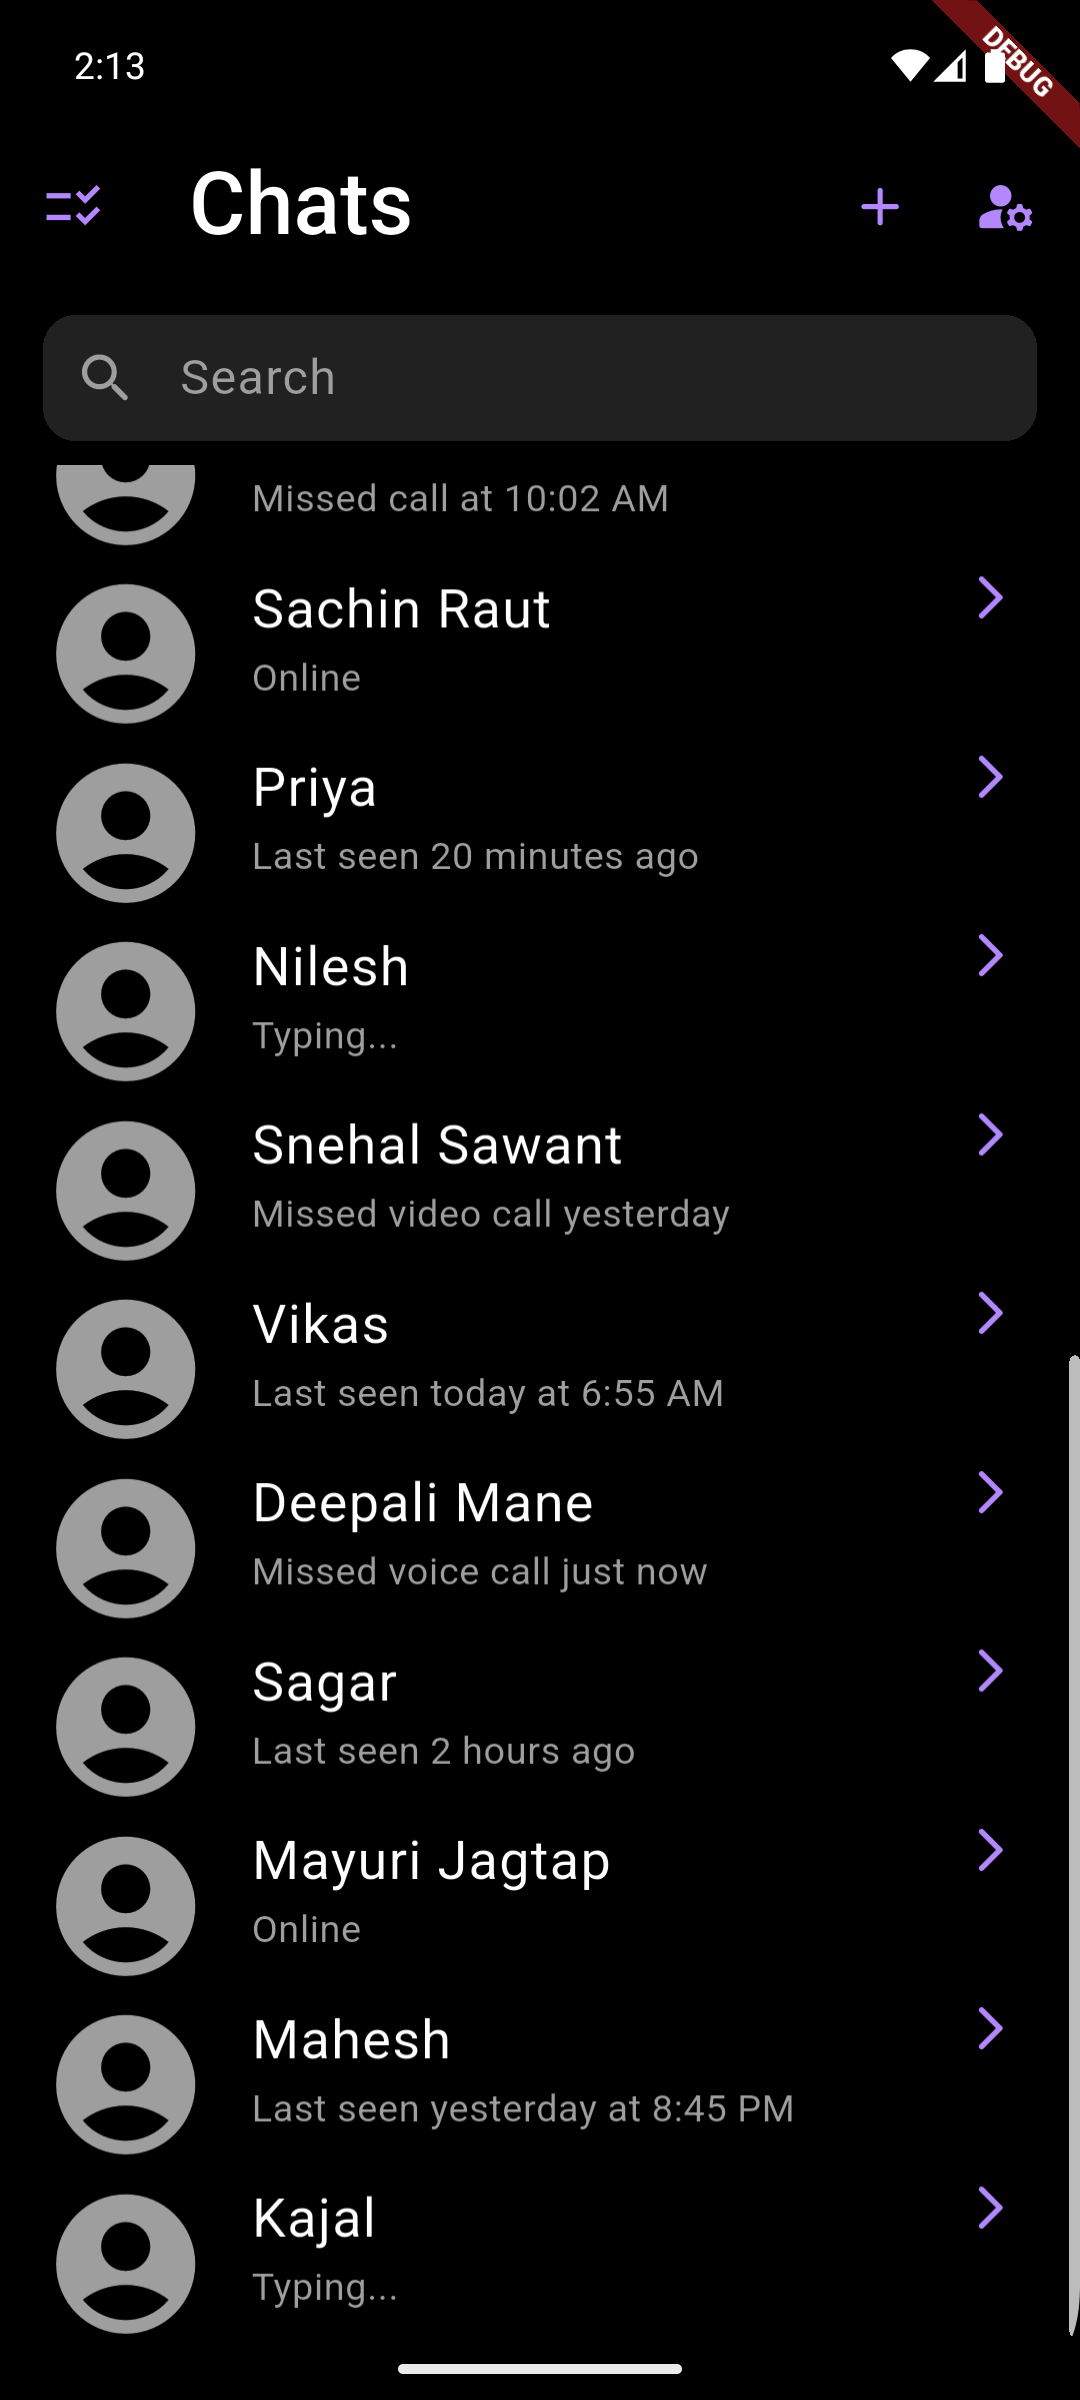 2:13
DEBUG
Chats
Search
Missed call at 10:02 AM
Sachin Raut
Online
Priya
Last seen 20 minutes ago
Nilesh
Typing...
Snehal Sawant
Missed video call yesterday
Vikas
Last seen today at 6:55 AM
Deepali Mane
Missed voice call just now
Sagar
Last seen 2 hours ago
Mayuri Jagtap
Online
Mahesh
Last seen yesterday at 8:45 PM
Kajal
Typing...